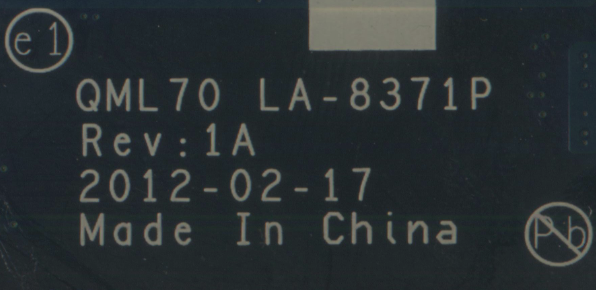 e1
QML70 LA-8371P
Rev:1A
2012-02-17
Made In China
Pb